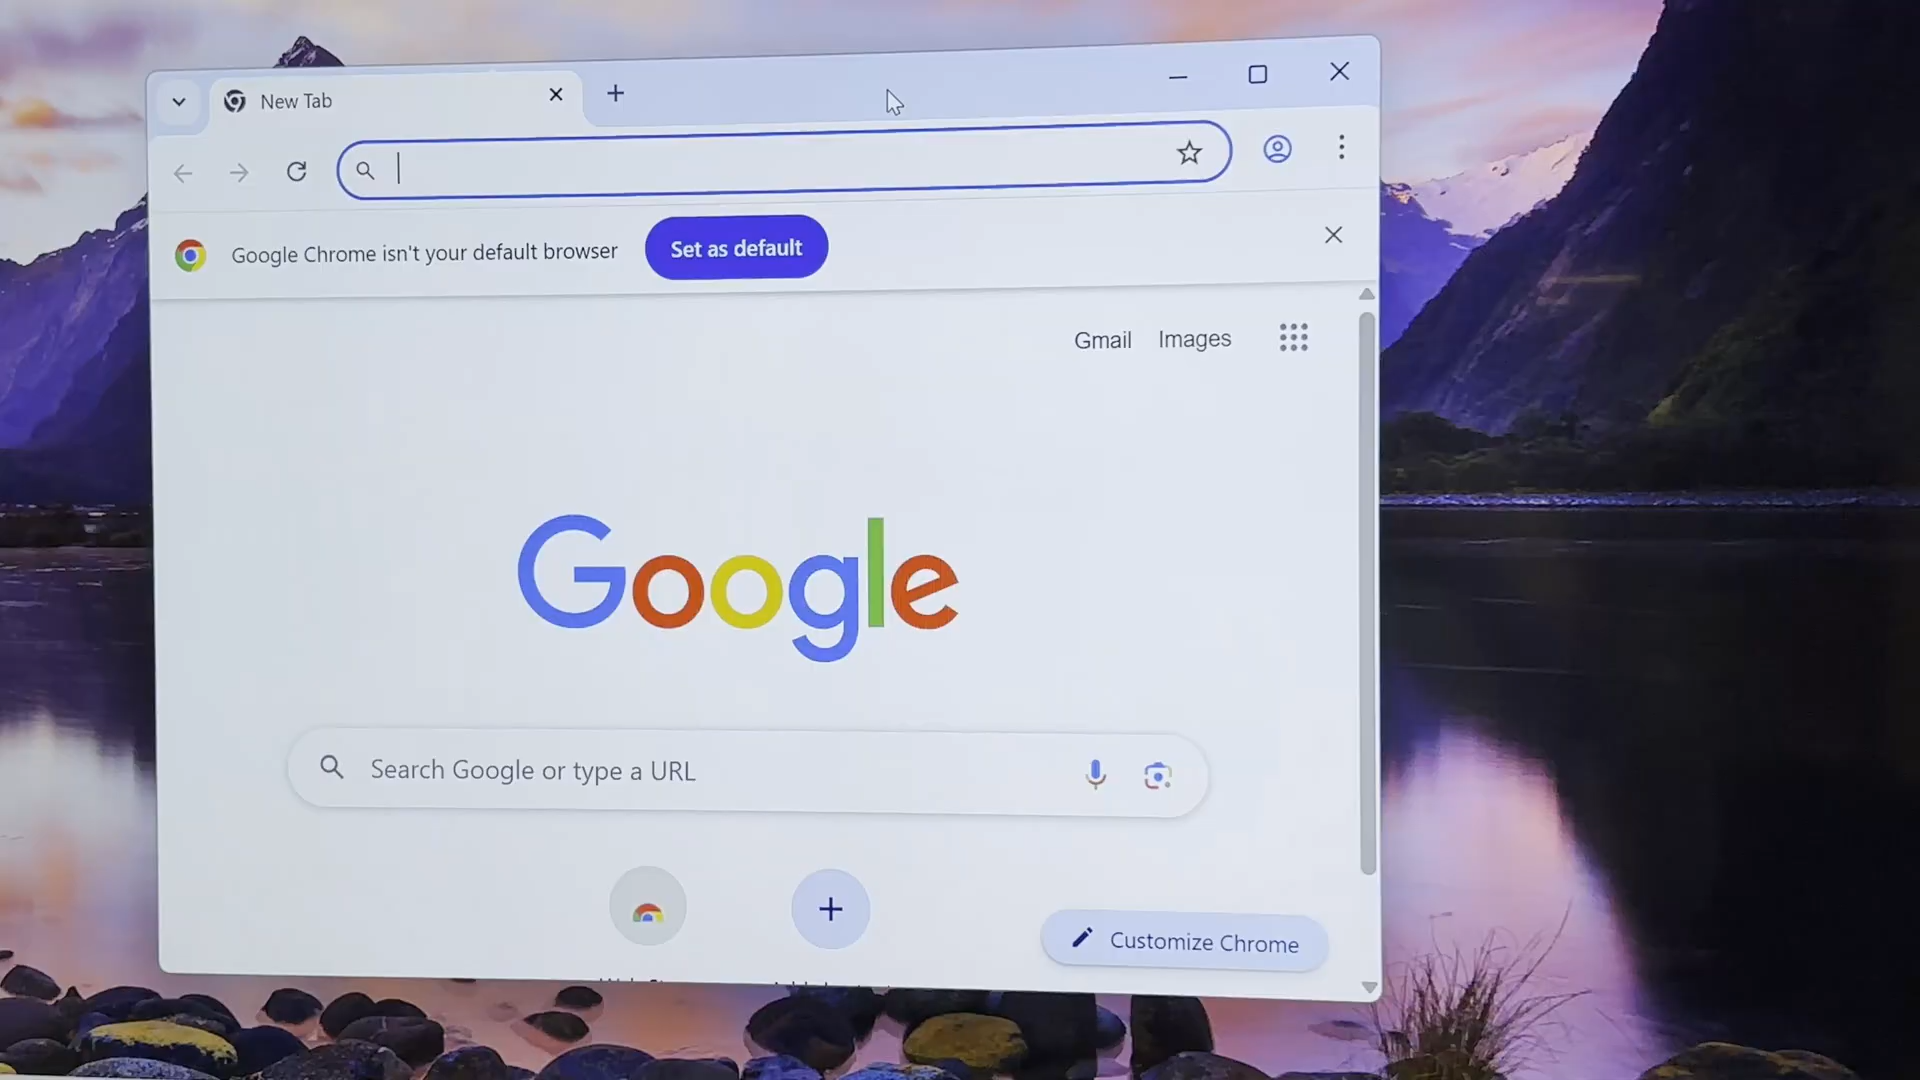 New Tab
Google Chrome isn't your default browser
Set as default
Gmail Images
Google
Search Google or type a URL
Customize Chrome